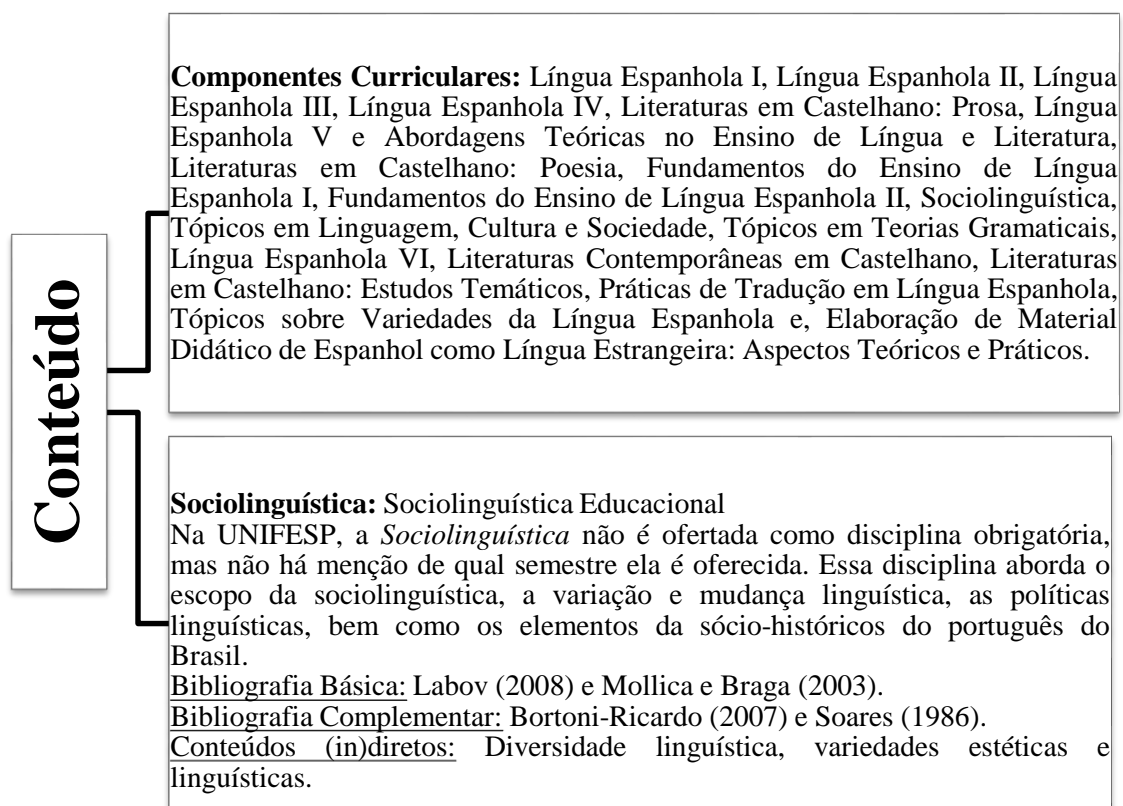 Conteúdo
Componentes Curriculares: Língua Espanhola I, Língua Espanhola II, Língua
Espanhola III, Língua Espanhola IV, Literaturas em Castelhano: Prosa, Língua
Espanhola V e Abordagens Teóricas no Ensino de Língua e Literatura,
Literaturas em Castelhano: Poesia, Fundamentos do Ensino de Língua
Espanhola I, Fundamentos do Ensino de Língua Espanhola II, Sociolinguística,
Tópicos em Linguagem, Cultura e Sociedade, Tópicos em Teorias Gramaticais,
Língua Espanhola VI, Literaturas Contemporâneas em Castelhano, Literaturas
em Castelhano: Estudos Temáticos, Práticas de Tradução em Língua Espanhola,
Tópicos sobre Variedades da Língua Espanhola e, Elaboração de Material
Didático de Espanhol como Língua Estrangeira: Aspectos Teóricos e Práticos.
Sociolinguística: Sociolinguística Educacional
Na UNIFESP, a Sociolinguística não é ofertada como disciplina obrigatória,
mas não há menção de qual semestre ela é oferecida. Essa disciplina aborda o
escopo da sociolinguística, a variação e mudança linguística, as políticas
linguísticas, bem como os elementos da sócio-históricos do português do
Brasil.
Bibliografia Básica: Labov (2008) e Mollica e Braga (2003).
Bibliografia Complementar: Bortoni-Ricardo (2007) e Soares (1986).
Conteúdos (in)diretos: Diversidade linguística, variedades estéticas e
linguísticas.